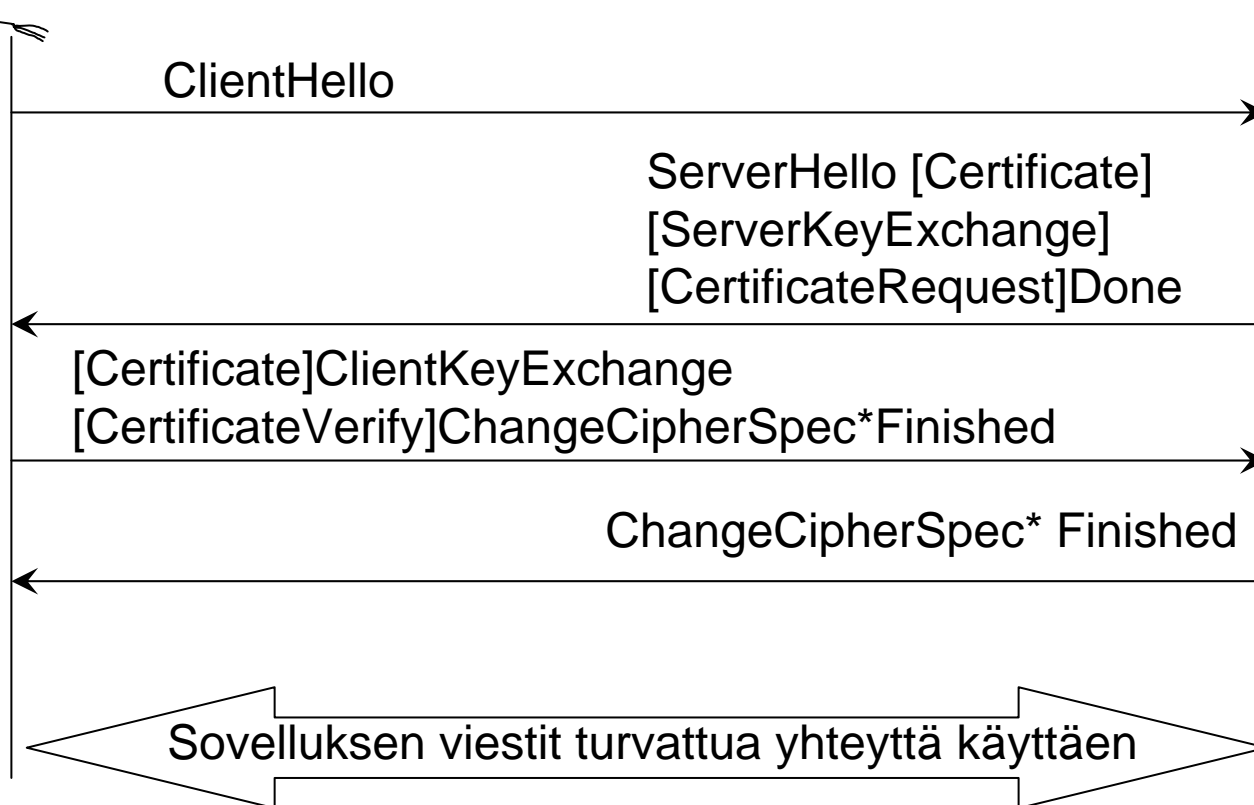 ClientHello
ServerHello [Certificate]
[ServerKeyExchange]
[CertificateRequest]Done
[Certificate]ClientKeyExchange
[CertificateVerify]ChangeCipherSpec*Finished
ChangeCipherSpec* Finished
Sovelluksen viestit turvattua yhteyttä käyttäen